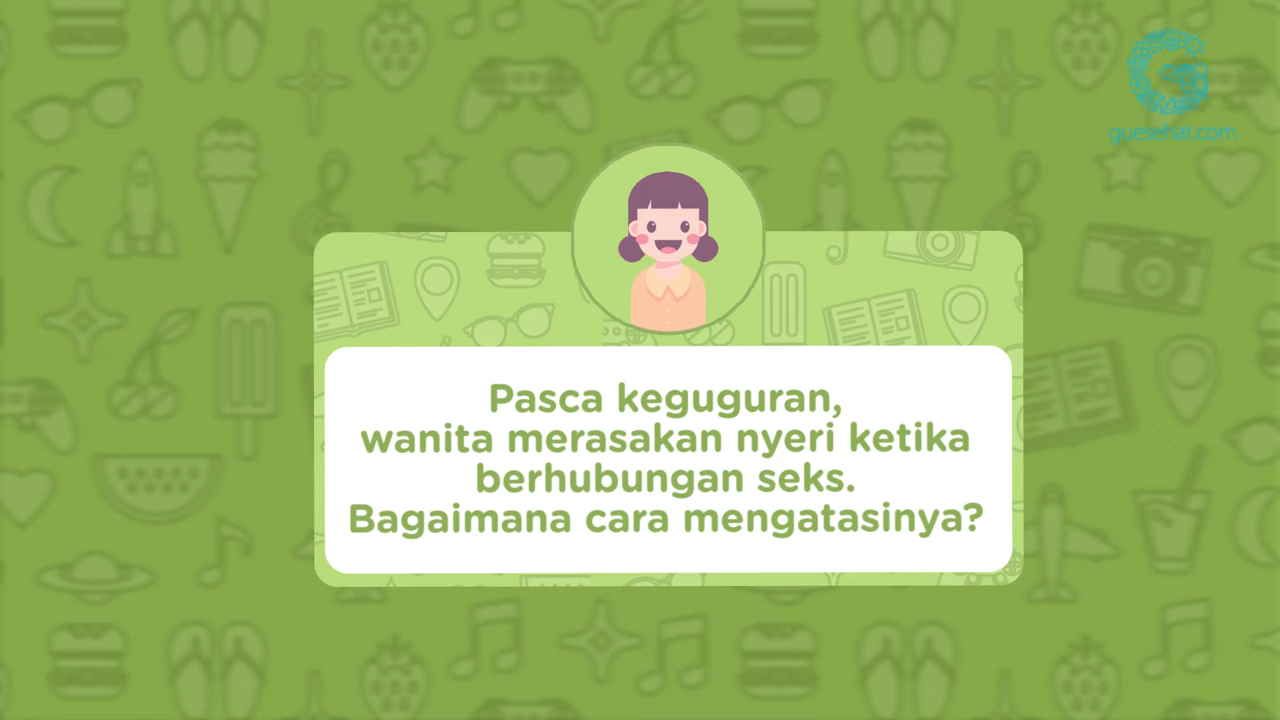 guesehat.com
Pasca keguguran,
wanita merasakan nyeri ketika
berhubungan seks.
Bagaimana cara mengatasinya?